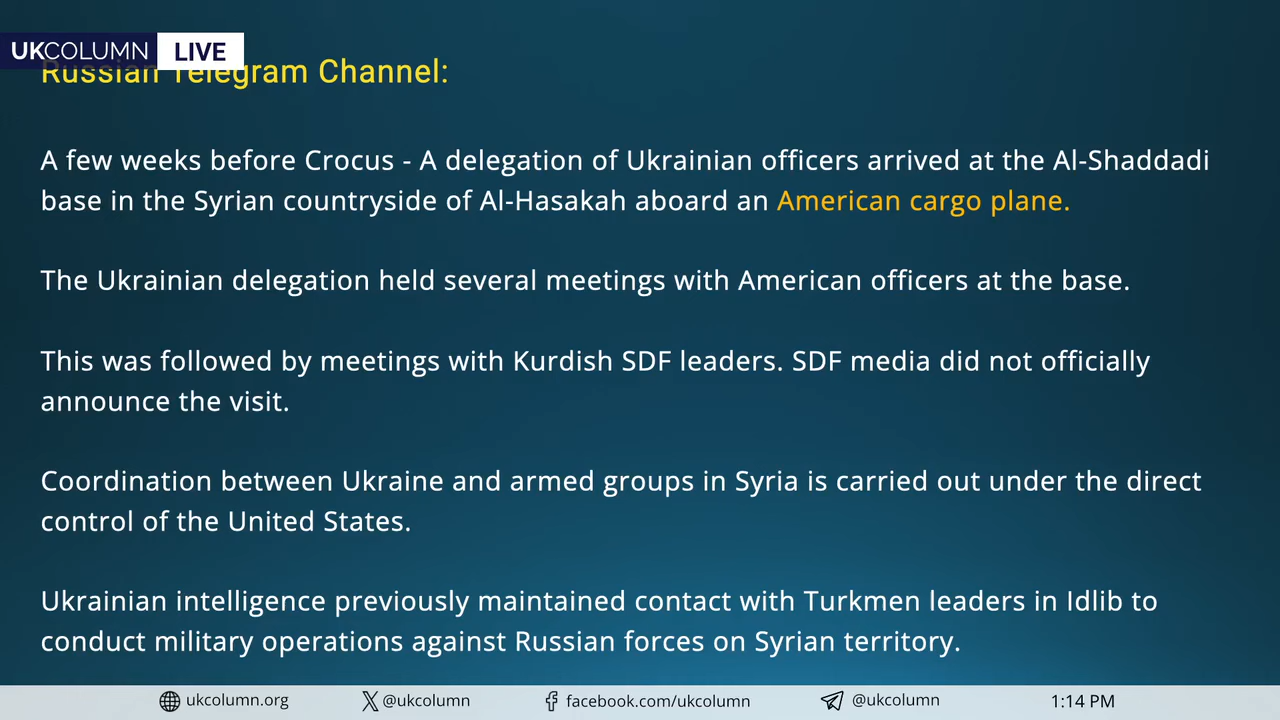 UKCOLUMN LIVE
Russian Telegram Channel:
A few weeks before Crocus - A delegation of Ukrainian officers arrived at the Al-Shaddadi
base in the Syrian countryside of Al-Hasakah aboard an American cargo plane.
The Ukrainian delegation held several meetings with American officers at the base.
This was followed by meetings with Kurdish SDF leaders. SDF media did not officially
announce the visit.
Coordination between Ukraine and armed groups in Syria is carried out under the direct
control of the United States.
Ukrainian intelligence previously maintained contact with Turkmen leaders in Idlib to
conduct military operations against Russian forces on Syrian territory.
ukcolumn.org @ukcolumn facebook.com/ukcolumn @ukcolumn 1:14 PM